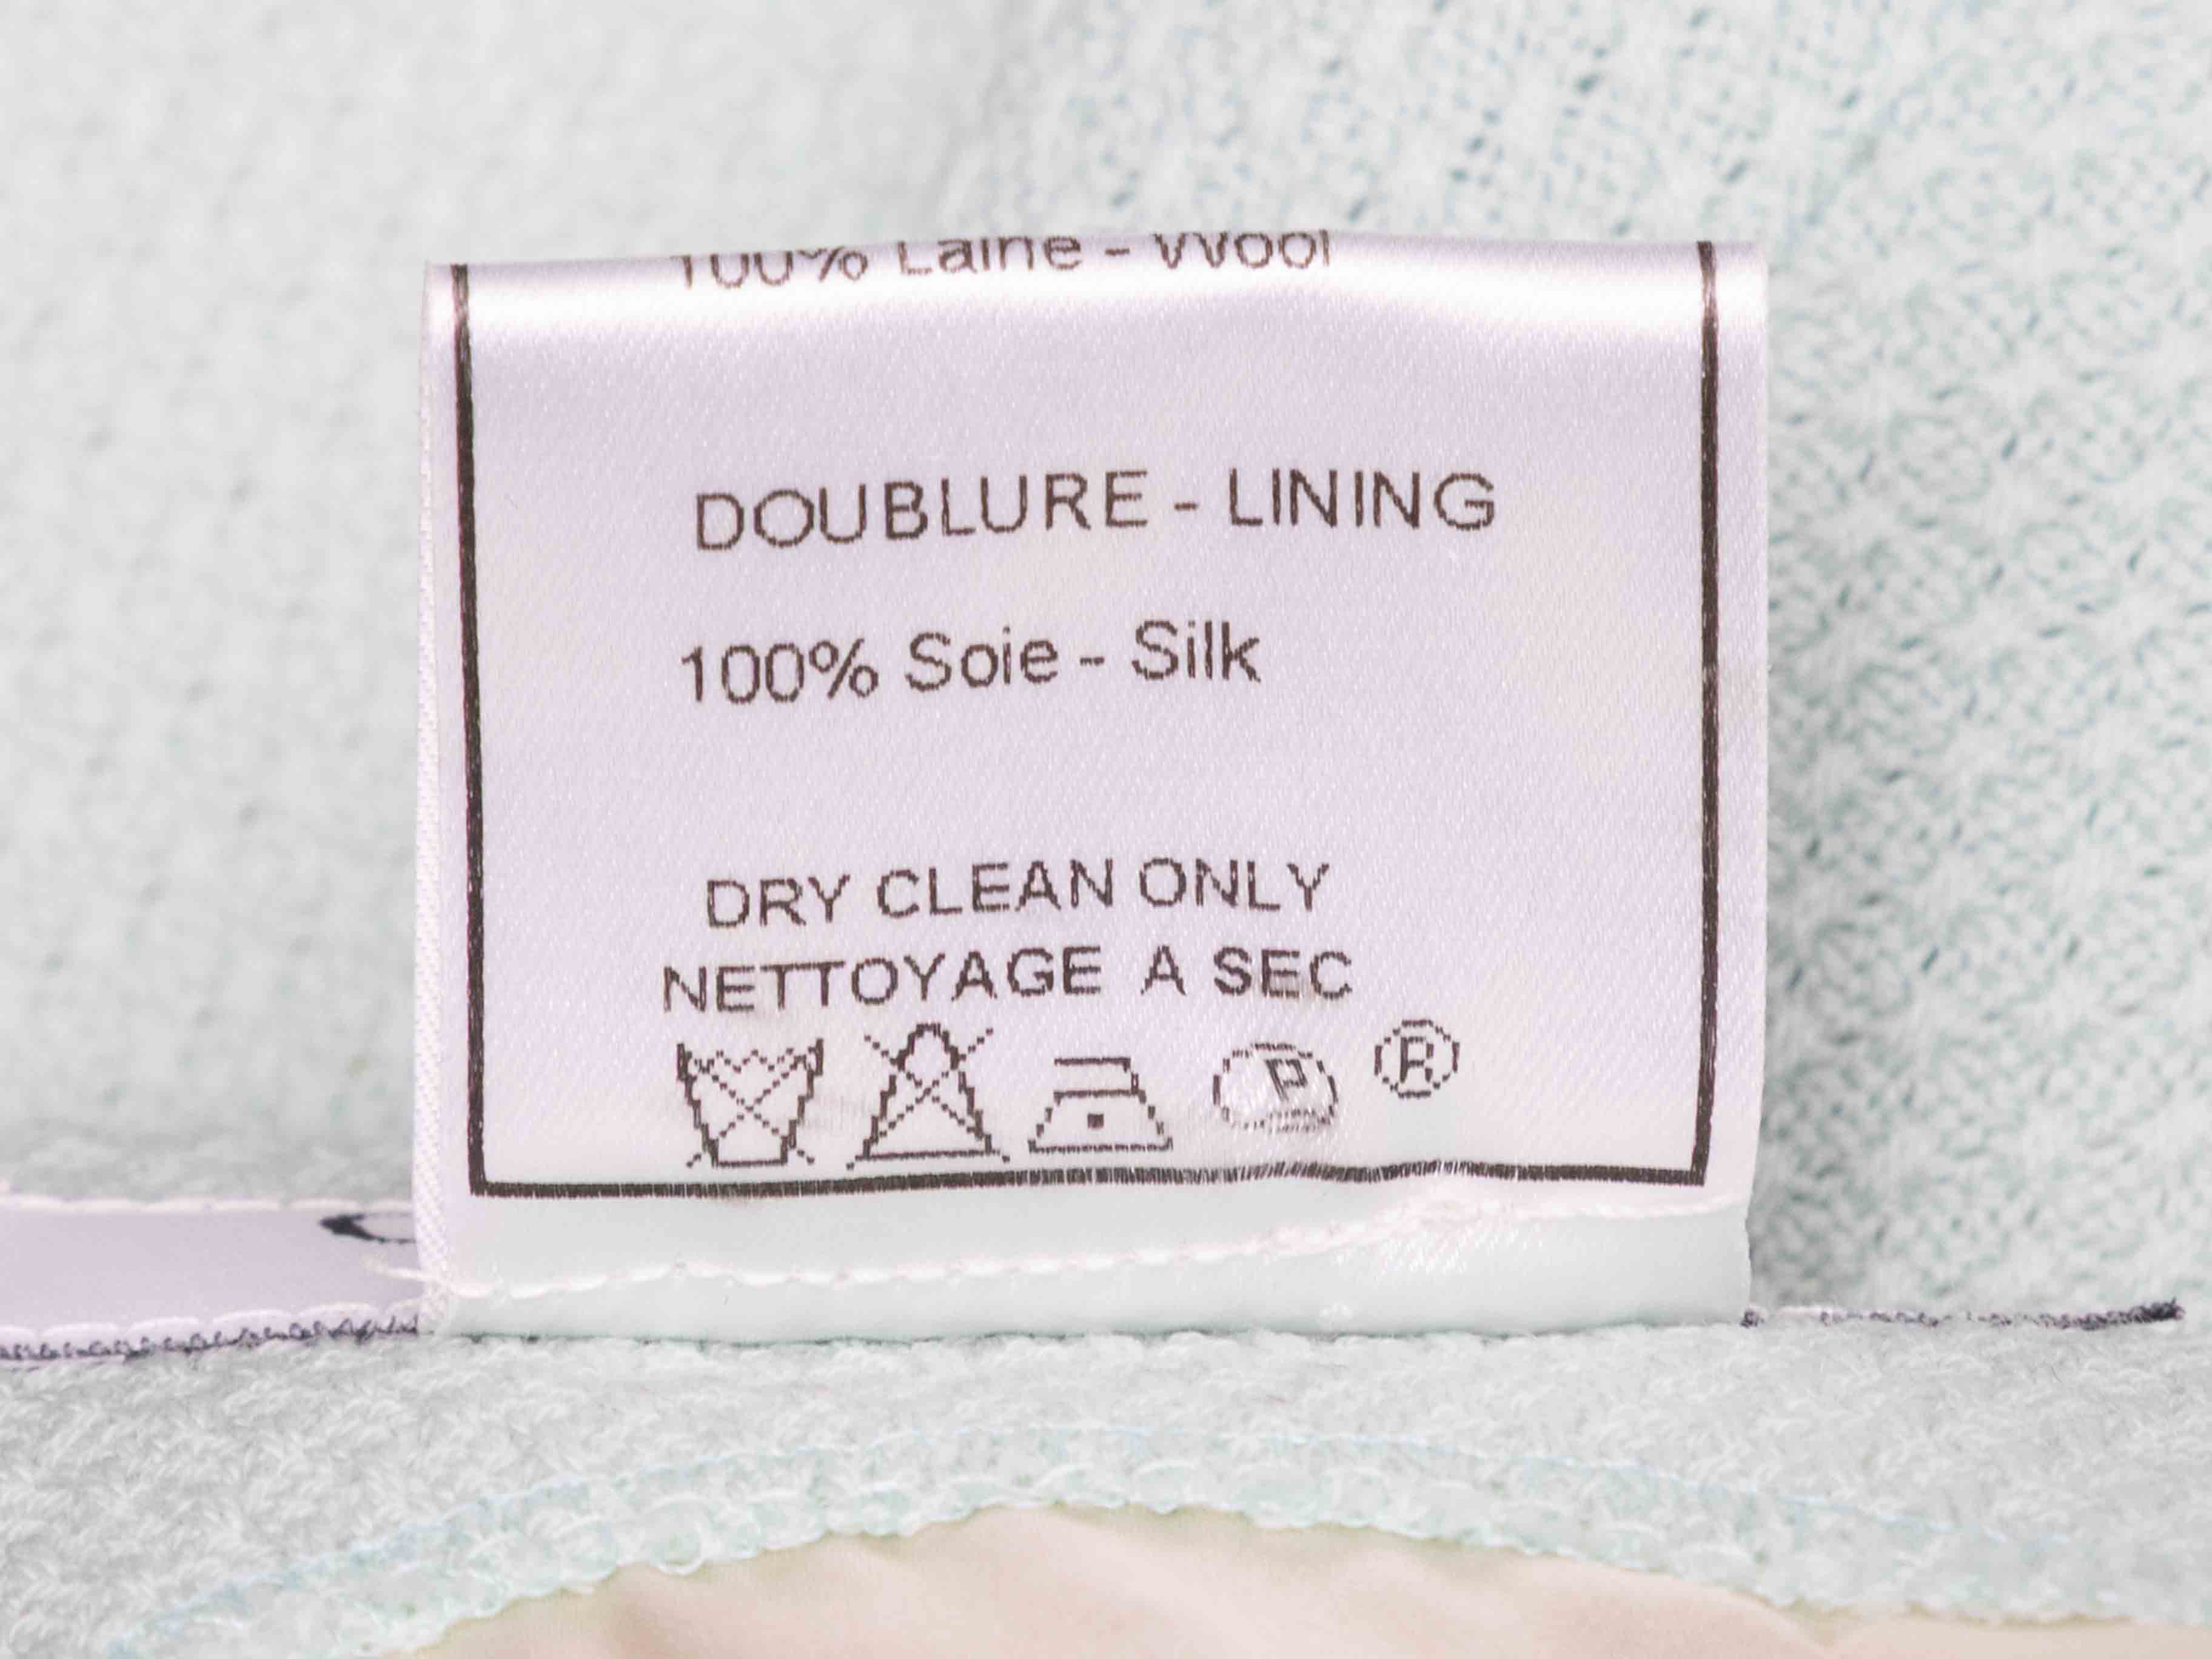 100% Laine - Wool
DOUBLURE - LINING
100% Soie - Silk
DRY CLEAN ONLY
NETTOYAGE A SEC
P ®